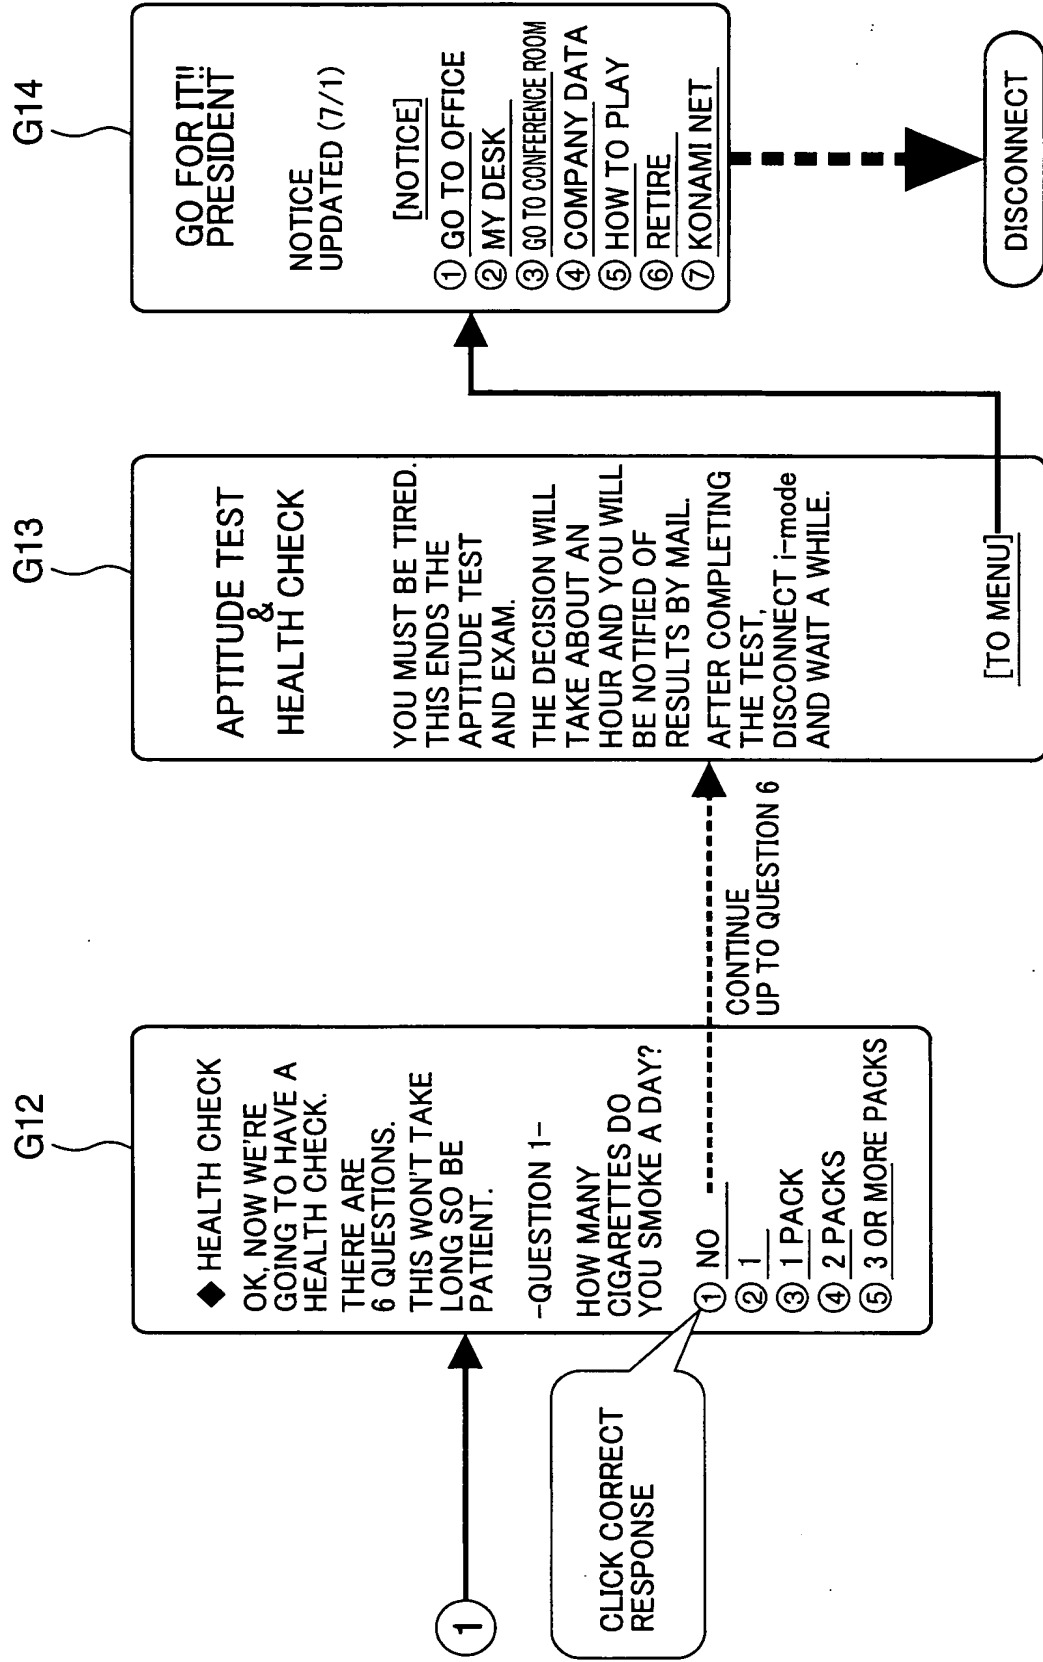 G12
◆ HEALTH CHECK
OK, NOW WE'RE
GOING TO HAVE A
HEALTH CHECK.
THERE ARE
6 QUESTIONS.
THIS WON'T TAKE
LONG SO BE
PATIENT.
-QUESTION 1-
HOW MANY
CIGARETTES DO
YOU SMOKE A DAY?
① NO
② 1
③ 1 PACK
④ 2 PACKS
⑤ 3 OR MORE PACKS
1
CLICK CORRECT
RESPONSE
CONTINUE
UP TO QUESTION 6
G13
APTITUDE TEST
&
HEALTH CHECK
YOU MUST BE TIRED.
THIS ENDS THE
APTITUDE TEST
AND EXAM.
THE DECISION WILL
TAKE ABOUT AN
HOUR AND YOU WILL
BE NOTIFIED OF
RESULTS BY MAIL.
AFTER COMPLETING
THE TEST,
DISCONNECT i-mode
AND WAIT A WHILE.
[TO MENU]
G14
GO FOR IT!!
PRESIDENT
NOTICE
UPDATED (7/1)
[NOTICE]
① GO TO OFFICE
② MY DESK
③ GO TO CONFERENCE ROOM
④ COMPANY DATA
⑤ HOW TO PLAY
⑥ RETIRE
⑦ KONAMI NET
DISCONNECT